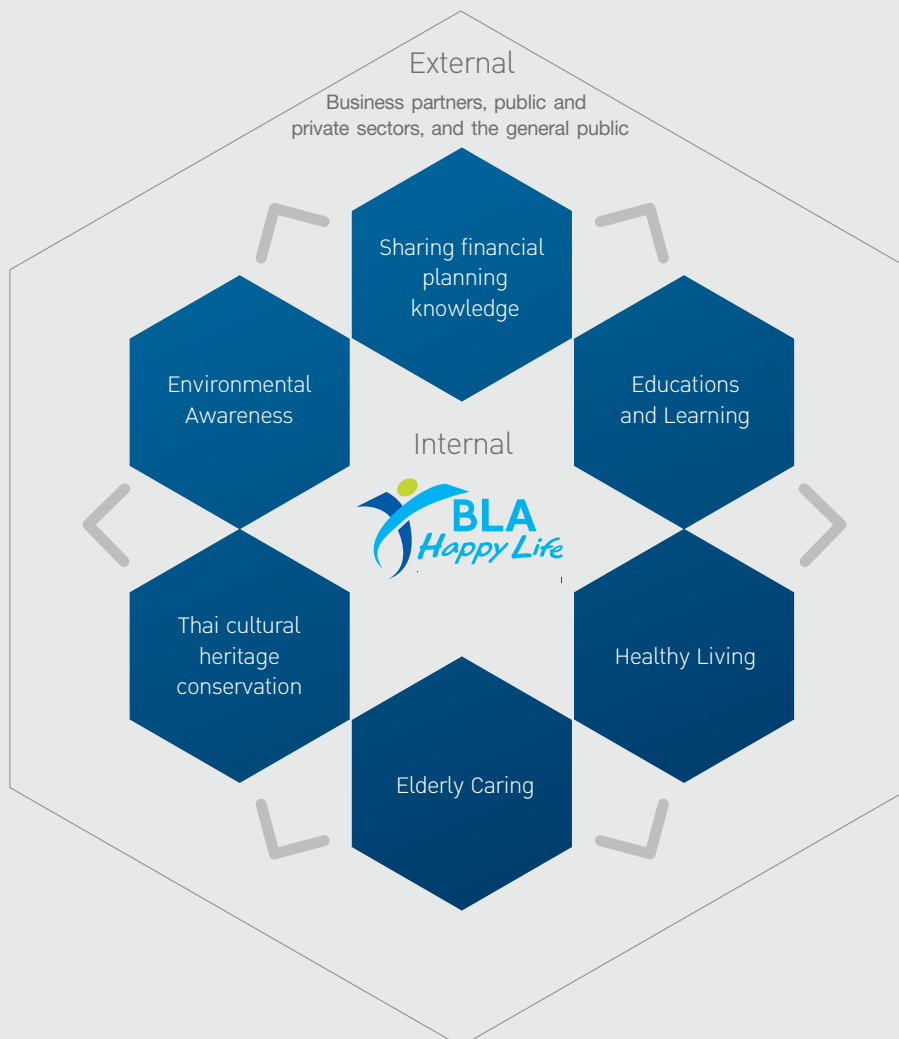 External
Business partners, public and
private sectors, and the general public
Sharing financial
planning
knowledge
Environmental
Awareness
Educations
and Learning
Internal
BLA
Happy Life
Thai cultural
heritage
conservation
Healthy Living
Elderly Caring